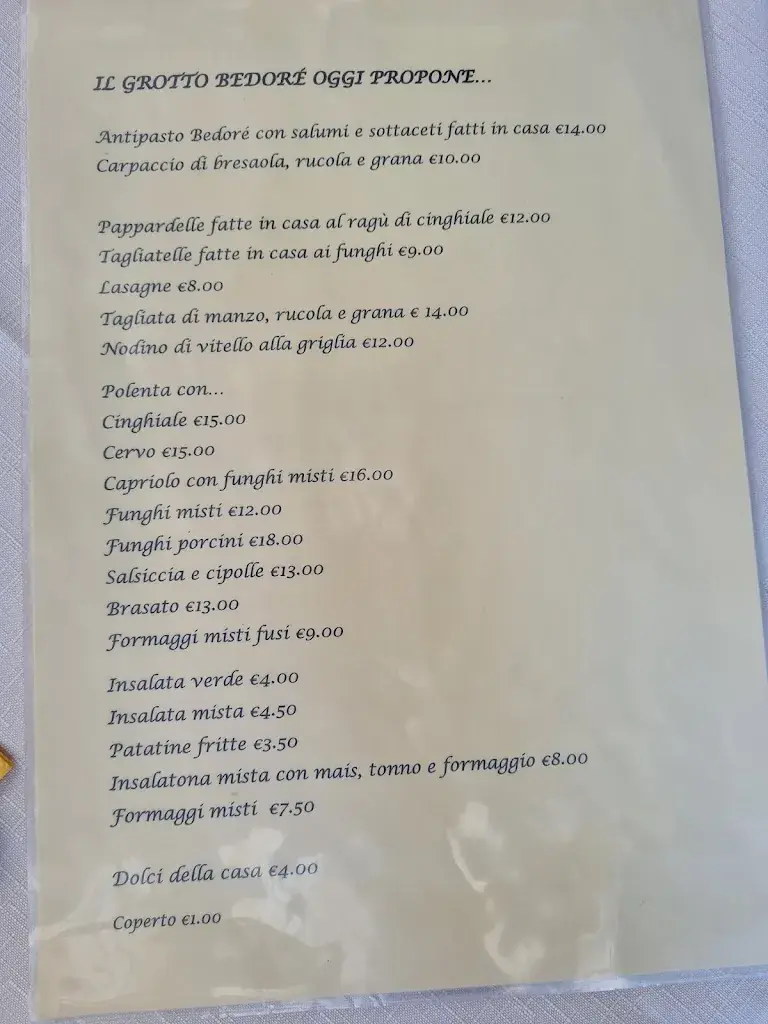 IL GROTTO BEDORÉ OGGI PROPONE...
Antipasto Bedoré con salumi e sottaceti fatti in casa €14.00
Carpaccio di bresaola, rucola e grana €10.00
Pappardelle fatte in casa al ragù di cinghiale €12.00
Tagliatelle fatte in casa ai funghi €9.00
Lasagne €8.00
Tagliata di manzo, rucola e grana € 14.00
Nodino di vitello alla griglia €12.00
Polenta con...
Cinghiale €15.00
Cervo €15.00
Capriolo con funghi misti €16.00
Funghi misti €12.00
Funghi porcini €18.00
Salsiccia e cipolle €13.00
Brasato €13.00
Formaggi misti fusi €9.00
Insalata verde €4.00
Insalata mista €4.50
Patatine fritte €3.50
Insalatona mista con mais, tonno e formaggio €8.00
Formaggi misti €7.50
Dolci della casa €4.00
Coperto €1.00